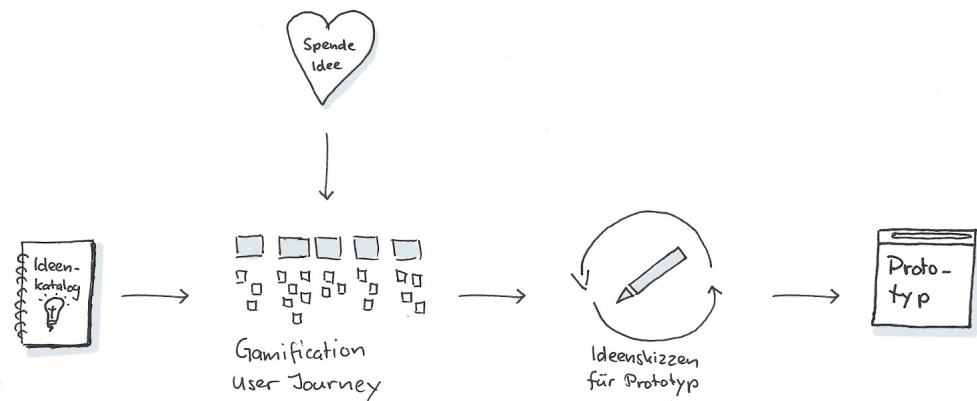 Spende
Idee
Ideen-
katalog
Gamification
User Journey
Ideenskizzen
für Prototyp
Proto-
typ